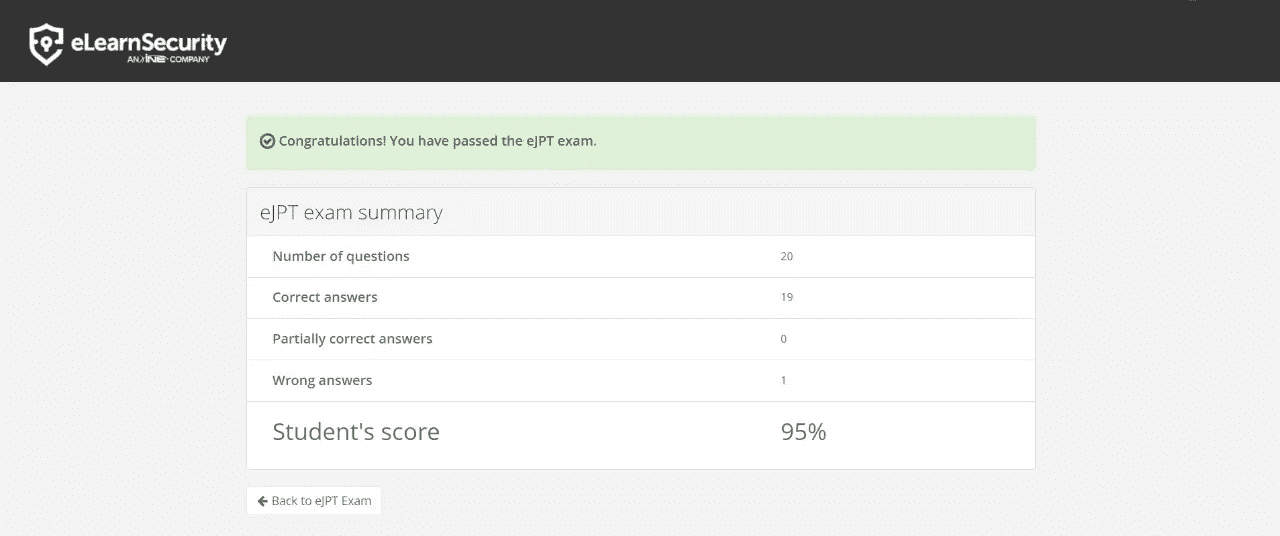 eLearnSecurity
AN INE COMPANY
Congratulations! You have passed the eJPT exam.
eJPT exam summary
Number of questions 20
Correct answers 19
Partially correct answers 0
Wrong answers 1
Student's score 95%
Back to eJPT Exam